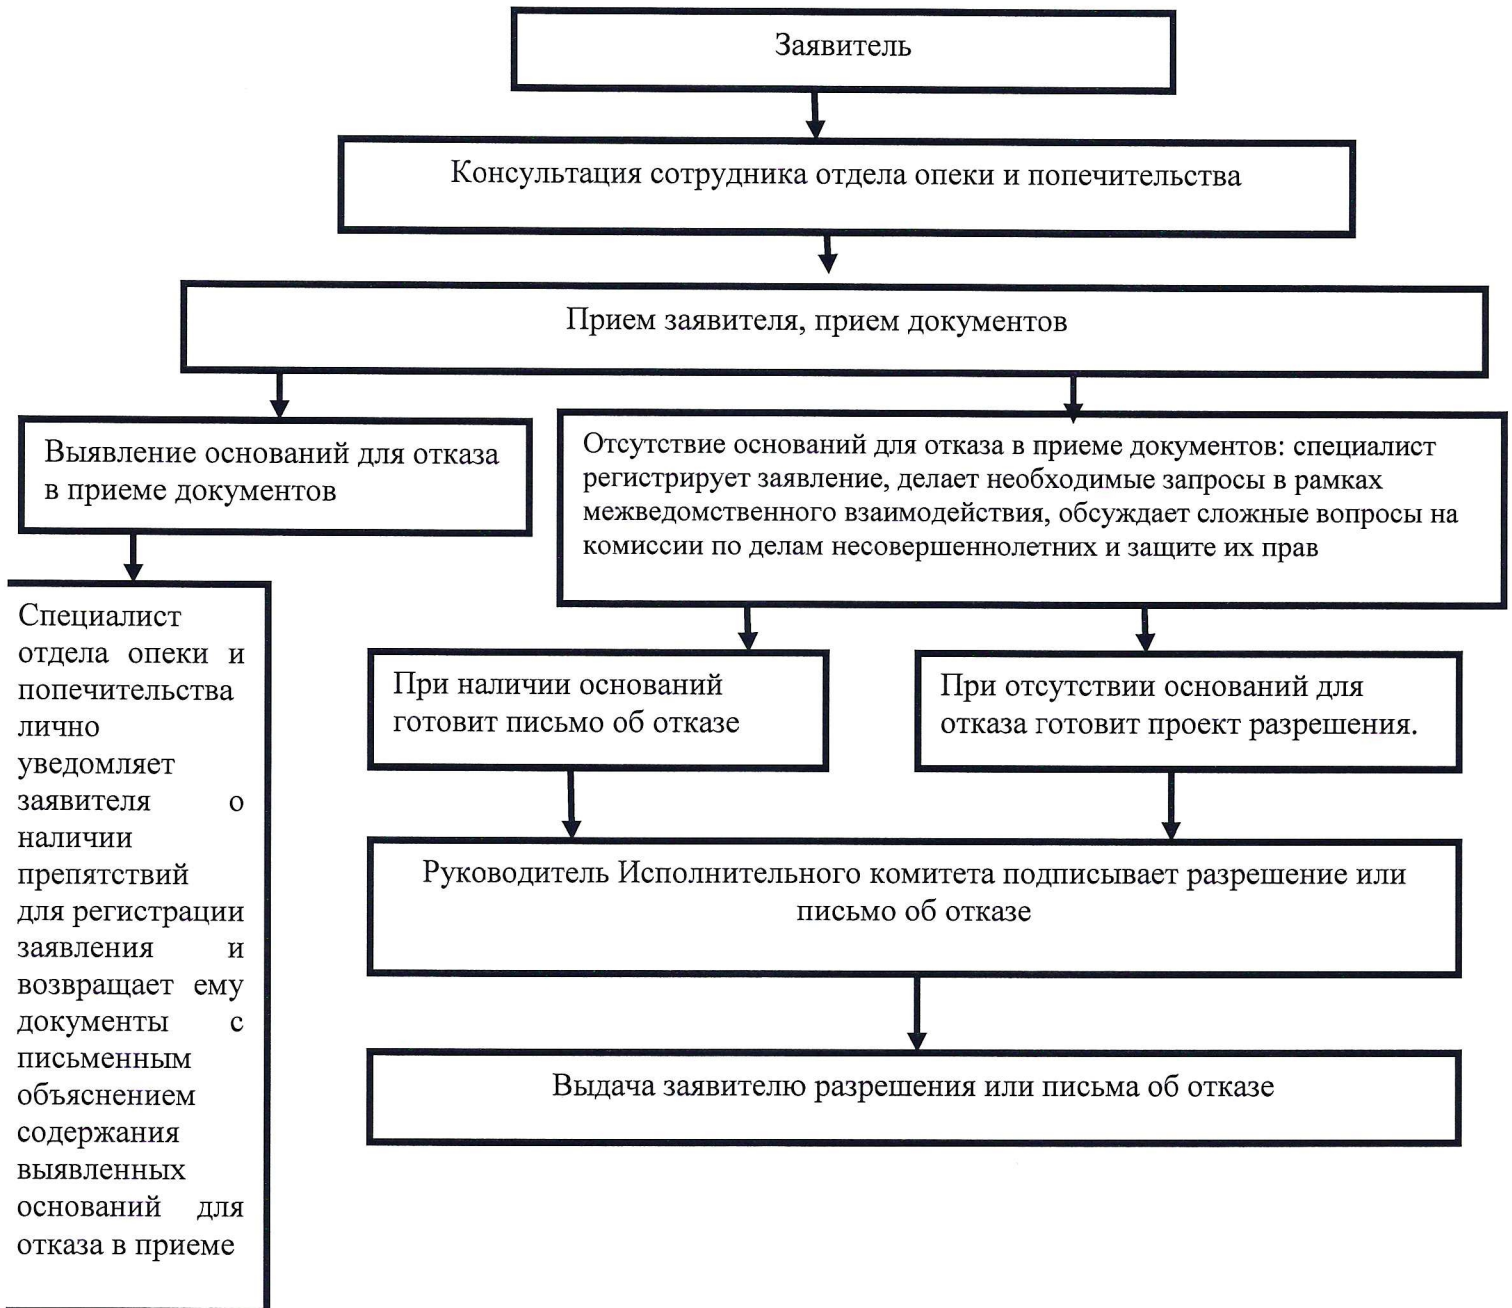 Заявитель
Консультация сотрудника отдела опеки и попечительства
Прием заявителя, прием документов
Выявление оснований для отказа
в приеме документов
Отсутствие оснований для отказа в приеме документов: специалист
регистрирует заявление, делает необходимые запросы в рамках
межведомственного взаимодействия, обсуждает сложные вопросы на
комиссии по делам несовершеннолетних и защите их прав
Специалист
отдела опеки и
попечительства
лично
уведомляет
заявителя о
наличии
препятствий
для регистрации
заявления и
возвращает ему
документы с
письменным
объяснением
содержания
выявленных
оснований для
отказа в приеме
При наличии оснований
готовит письмо об отказе
При отсутствии оснований для
отказа готовит проект разрешения.
Руководитель Исполнительного комитета подписывает разрешение или
письмо об отказе
Выдача заявителю разрешения или письма об отказе